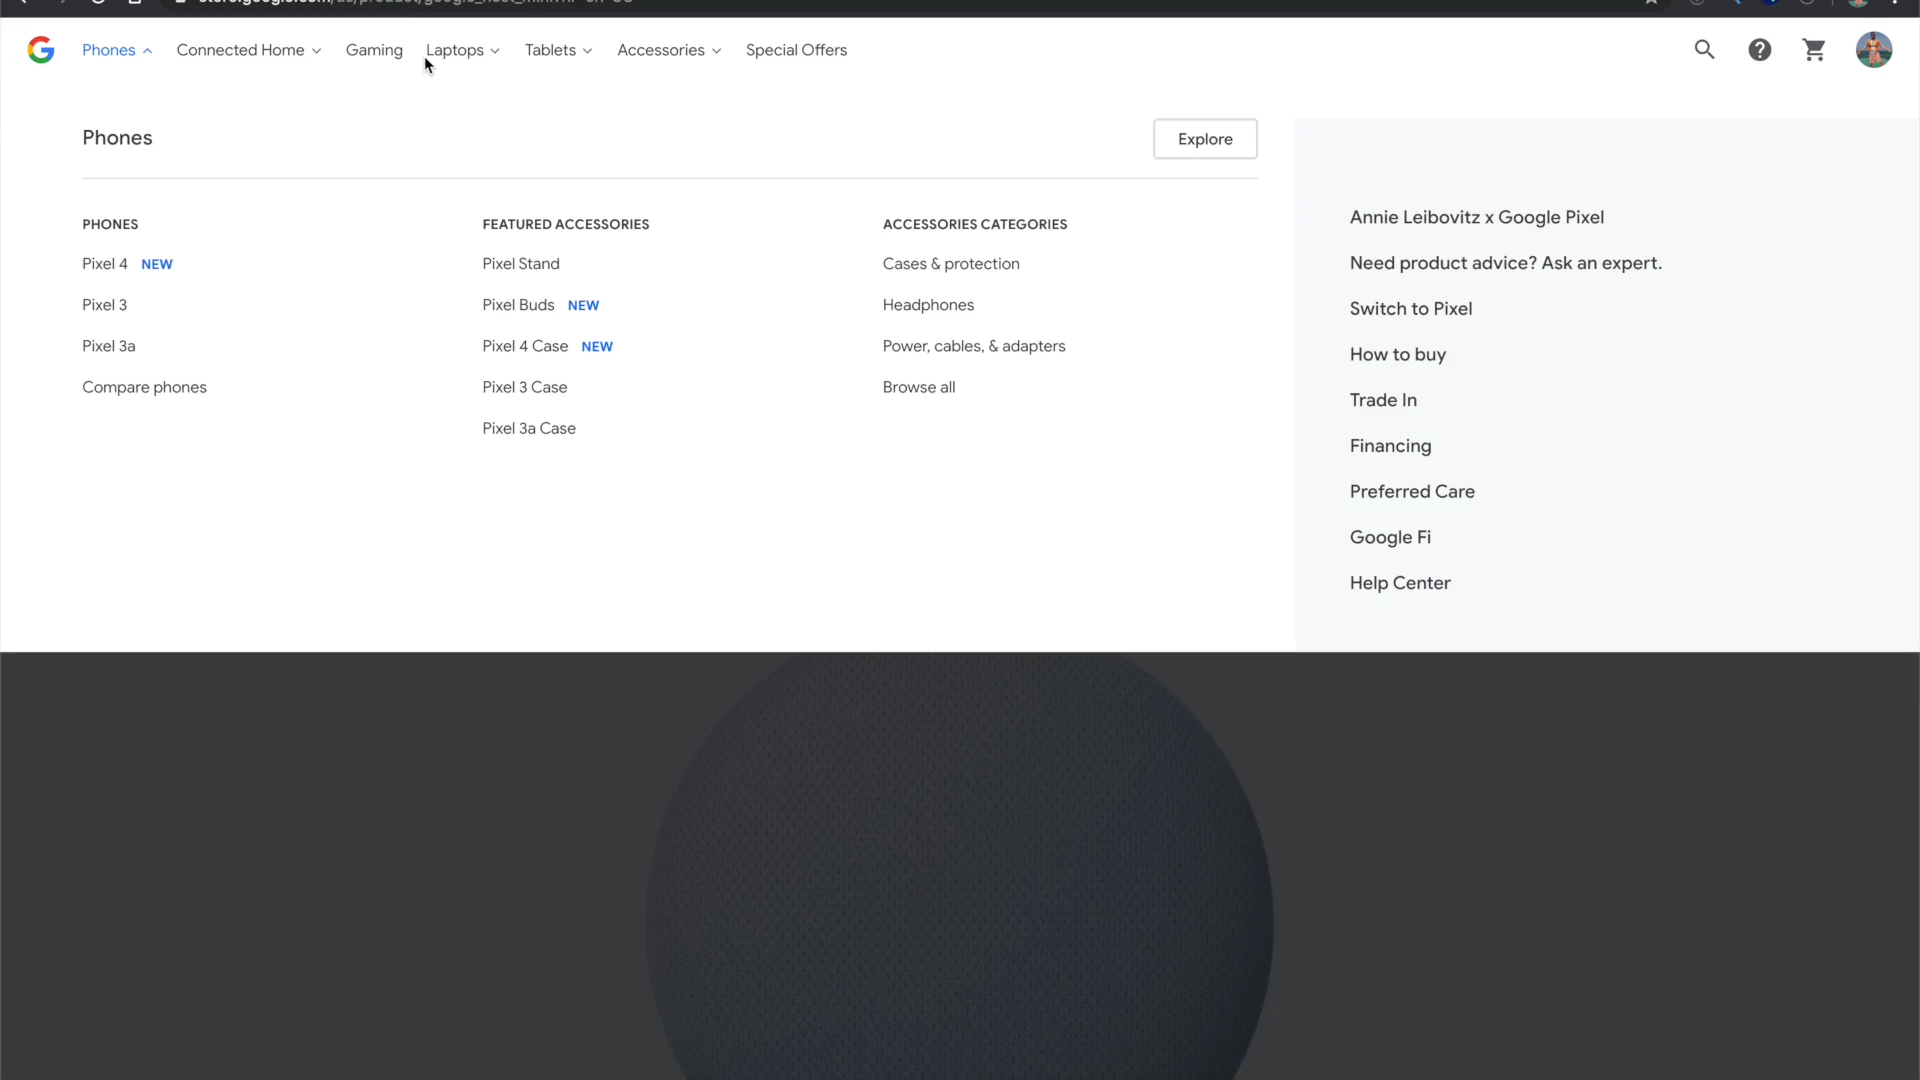 Phones Connected Home Gaming Laptops Tablets Accessories Special Offers
Phones
Explore
PHONES
Pixel 4 NEW
Pixel 3
Pixel 3a
Compare phones
FEATURED ACCESSORIES
Pixel Stand
Pixel Buds NEW
Pixel 4 Case NEW
Pixel 3 Case
Pixel 3a Case
ACCESSORIES CATEGORIES
Cases & protection
Headphones
Power, cables, & adapters
Browse all
Annie Leibovitz x Google Pixel
Need product advice? Ask an expert.
Switch to Pixel
How to buy
Trade In
Financing
Preferred Care
Google Fi
Help Center